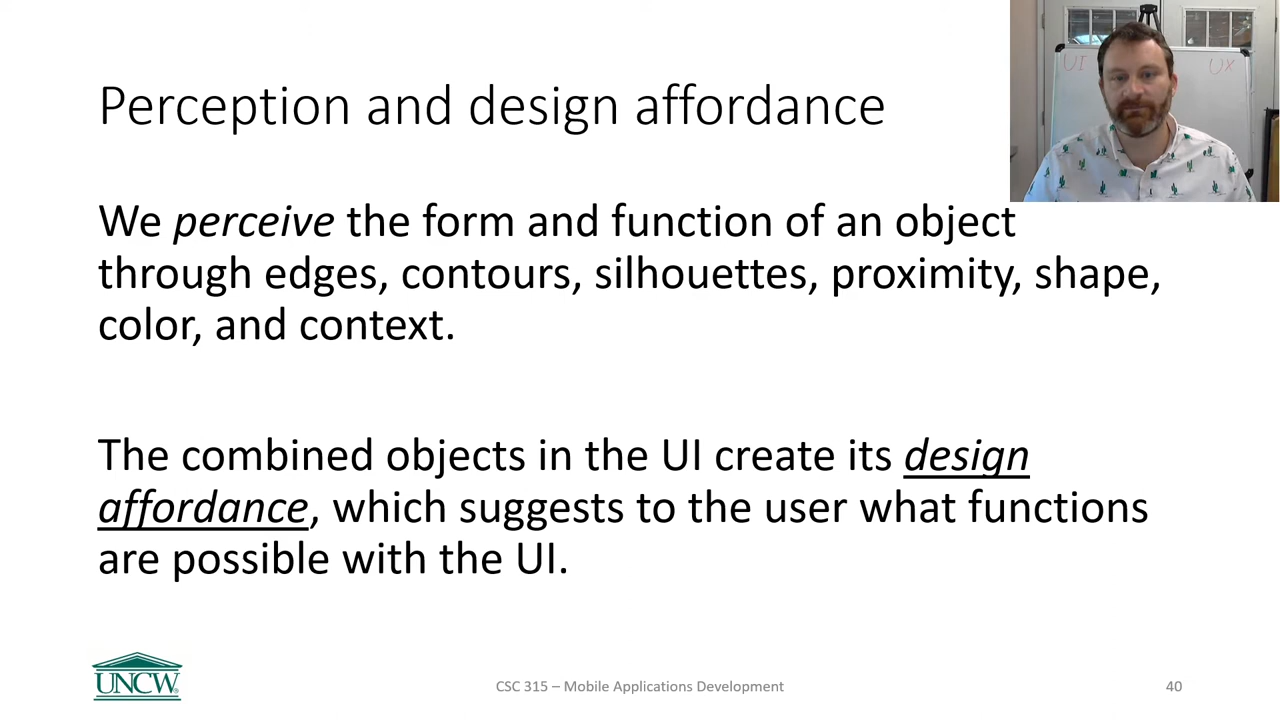 Perception and design affordance
UI
UX
We perceive the form and function of an object
through edges, contours, silhouettes, proximity, shape,
color, and context.
The combined objects in the UI create its design
affordance, which suggests to the user what functions
are possible with the UI.
UNCW
CSC 315 – Mobile Applications Development
40